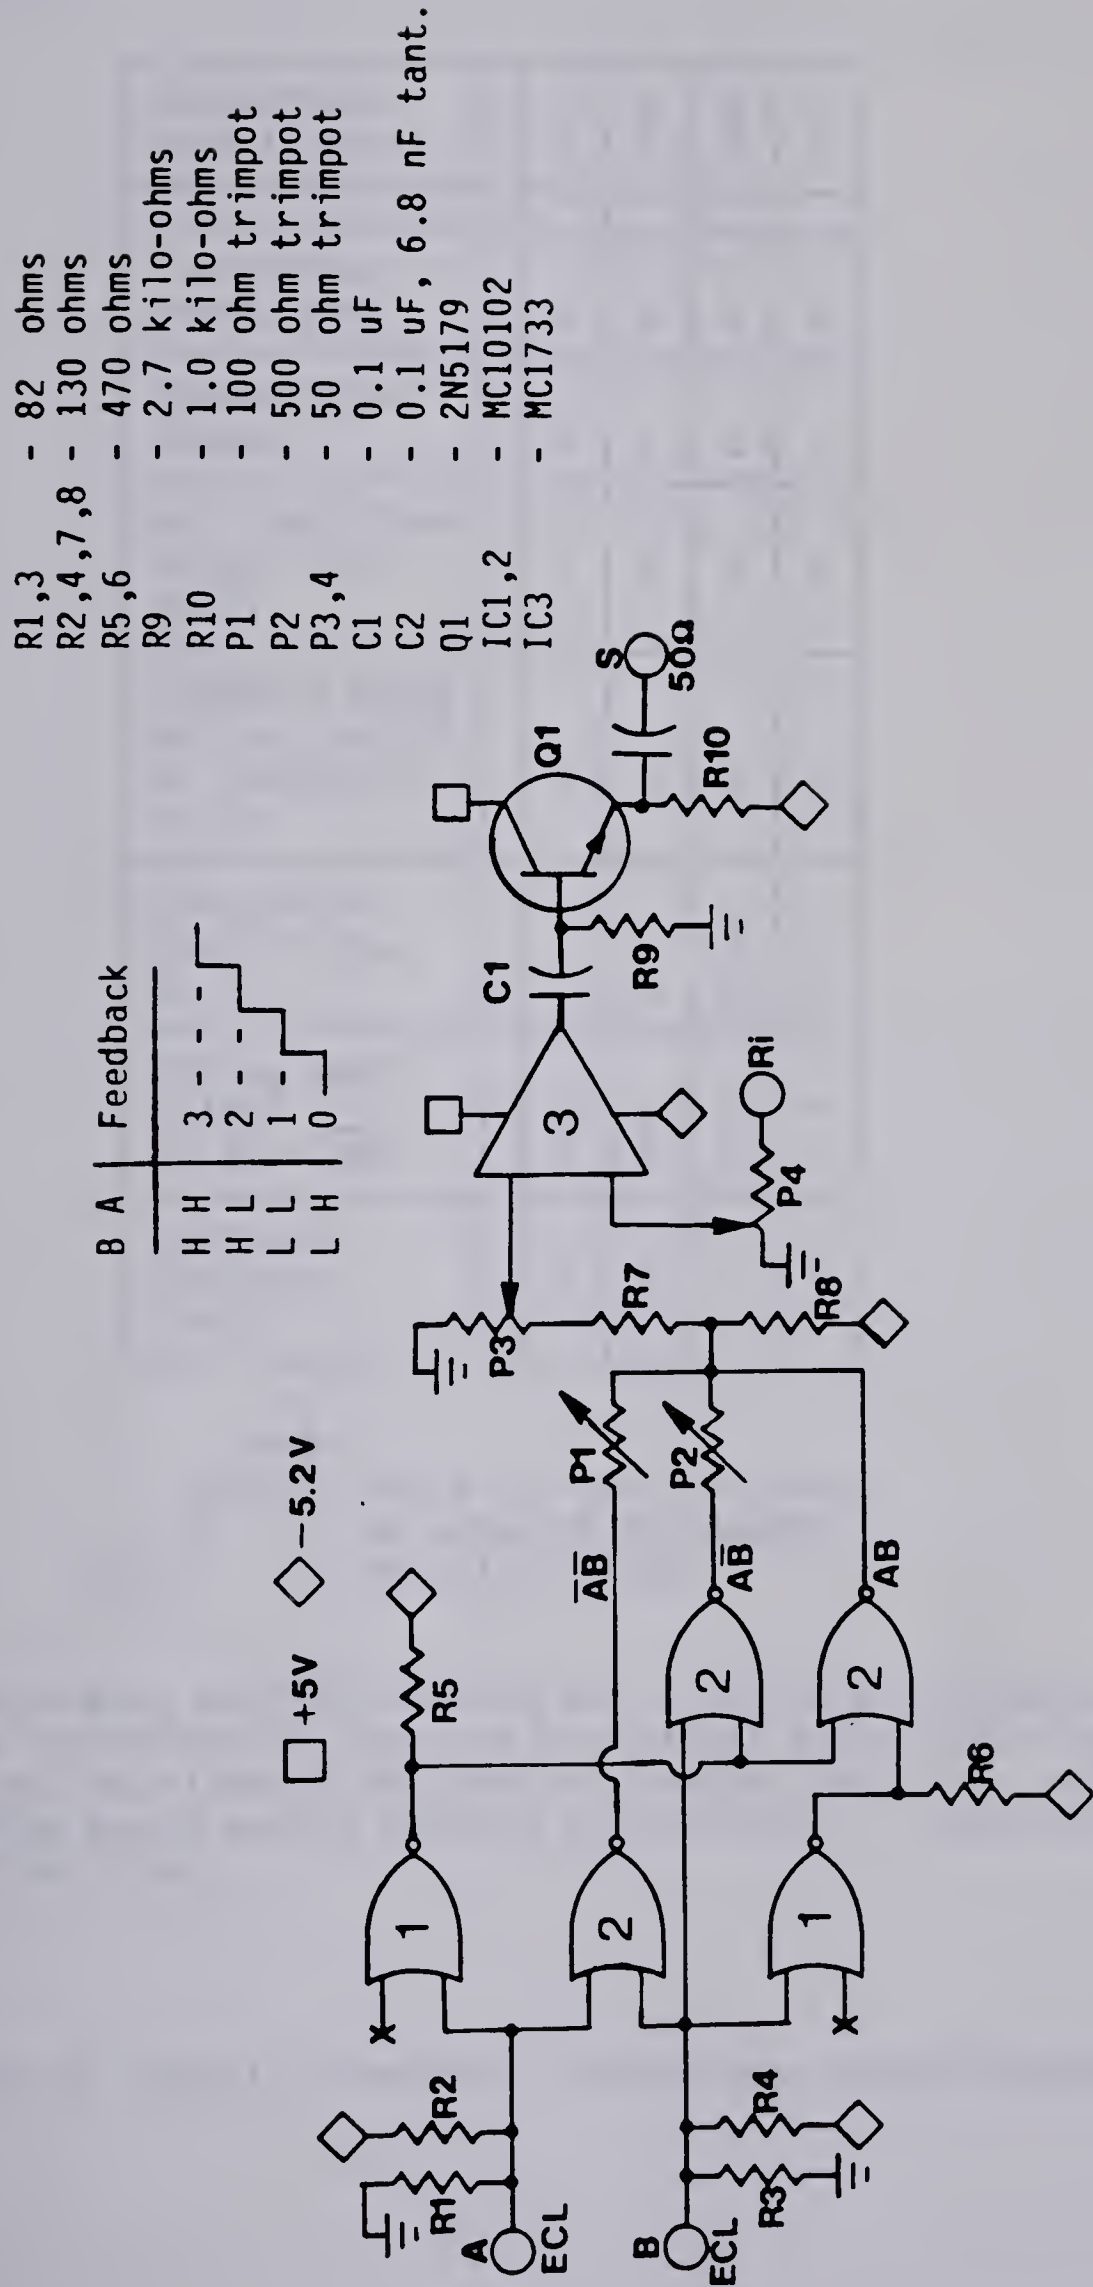 R1,3 - 82 ohms
R2,4,7,8 - 130 ohms
R5,6 - 470 ohms
R9 - 2.7 kilo-ohms
R10 - 1.0 kilo-ohms
P1 - 100 ohm trimpot
P2 - 500 ohm trimpot
P3,4 - 50 ohm trimpot
C1 - 0.1 uF
C2 - 0.1 uF, 6.8 nF tant.
Q1 - 2N5179
IC1,2 - MC10102
IC3 - MC1733
B A Feedback
H H 3 - - -
H L 2 - -
L L 1 -
L H 0
+5V -5.2V
A
ECL
R1
R2
B
ECL
R3
R4
1
2
1
R5
R6
2
2
A̅B̅
AB̅
AB
P1
P2
P3
R7
R8
3
P4
Ri
C1
R9
Q1
R10
S
50Ω